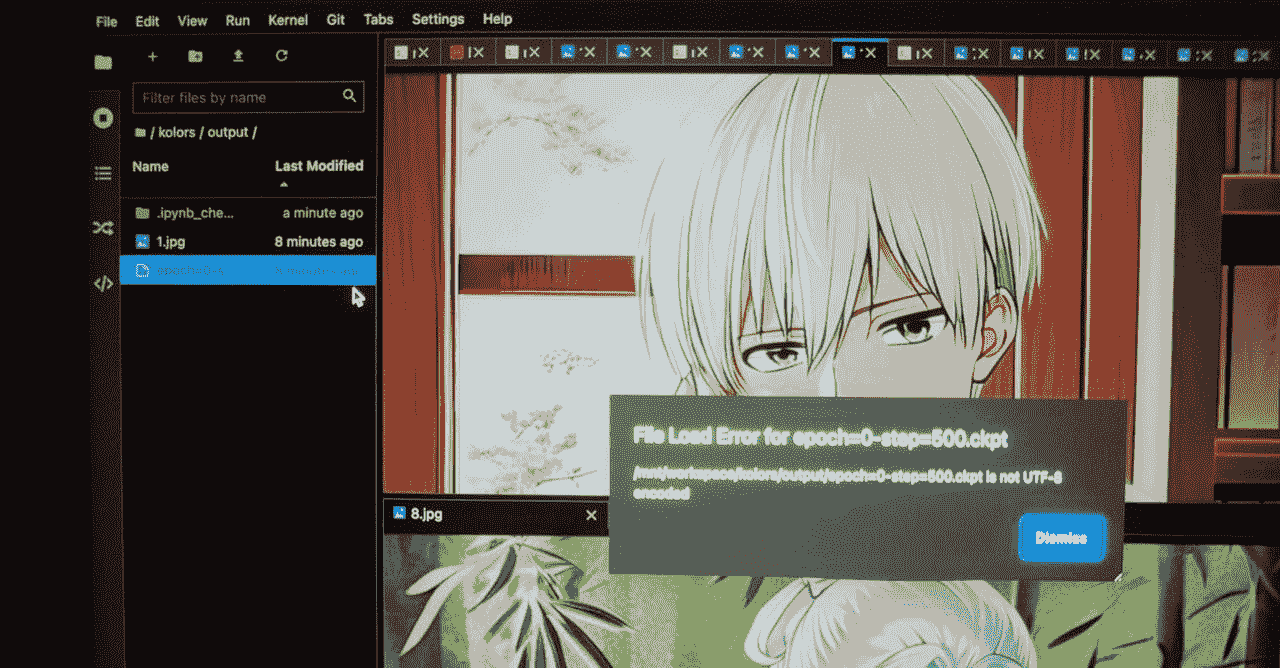 File Edit View Run Kernel Git Tabs Settings Help
Filter files by name
/ kolors / output /
Name Last Modified
.ipynb_che... a minute ago
1.jpg 8 minutes ago
epoch=0-s
File Load Error for epoch=0-step=500.ckpt
/mnt/workspace/kolors/output/epoch=0-step=500.ckpt is not UTF-8
encoded
Dismiss
8.jpg